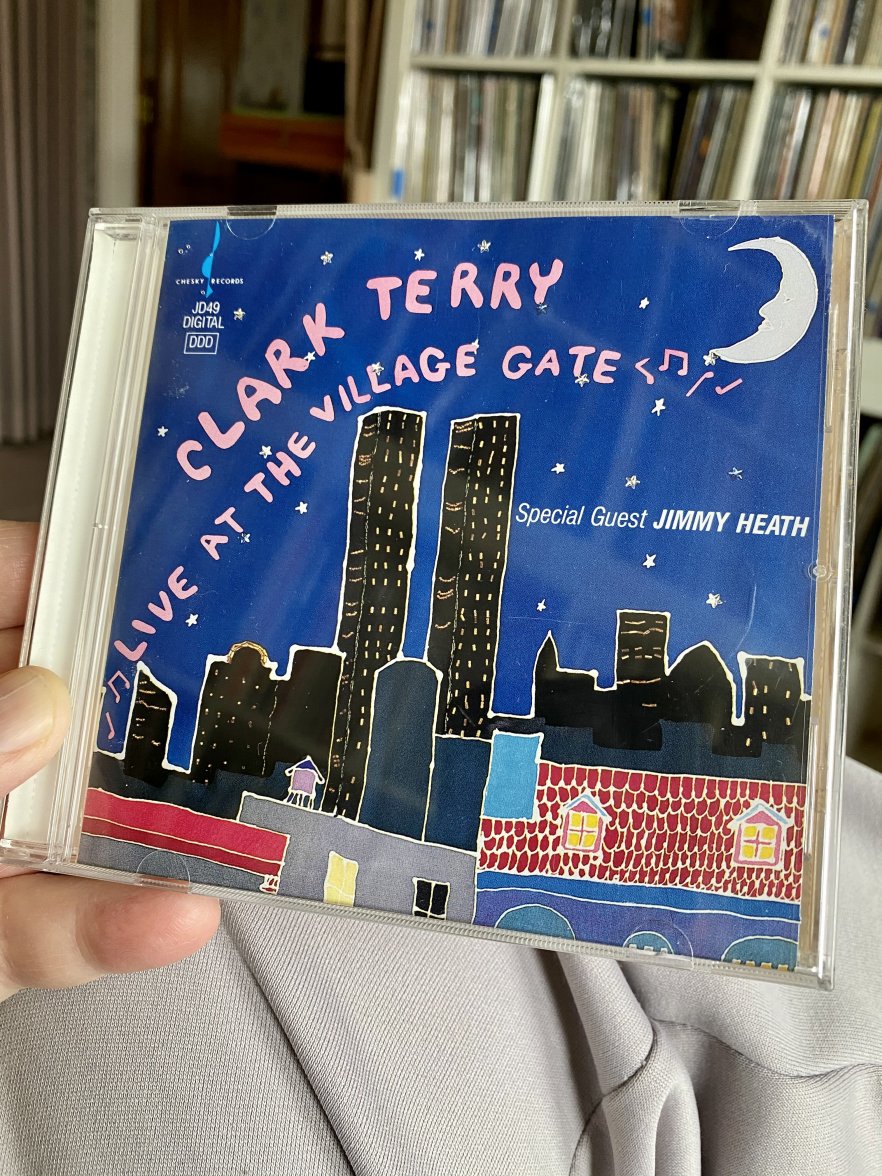 CHESKY RECORDS
JD49
DIGITAL
DDD
CLARK TERRY
LIVE AT THE VILLAGE GATE
Special Guest JIMMY HEATH